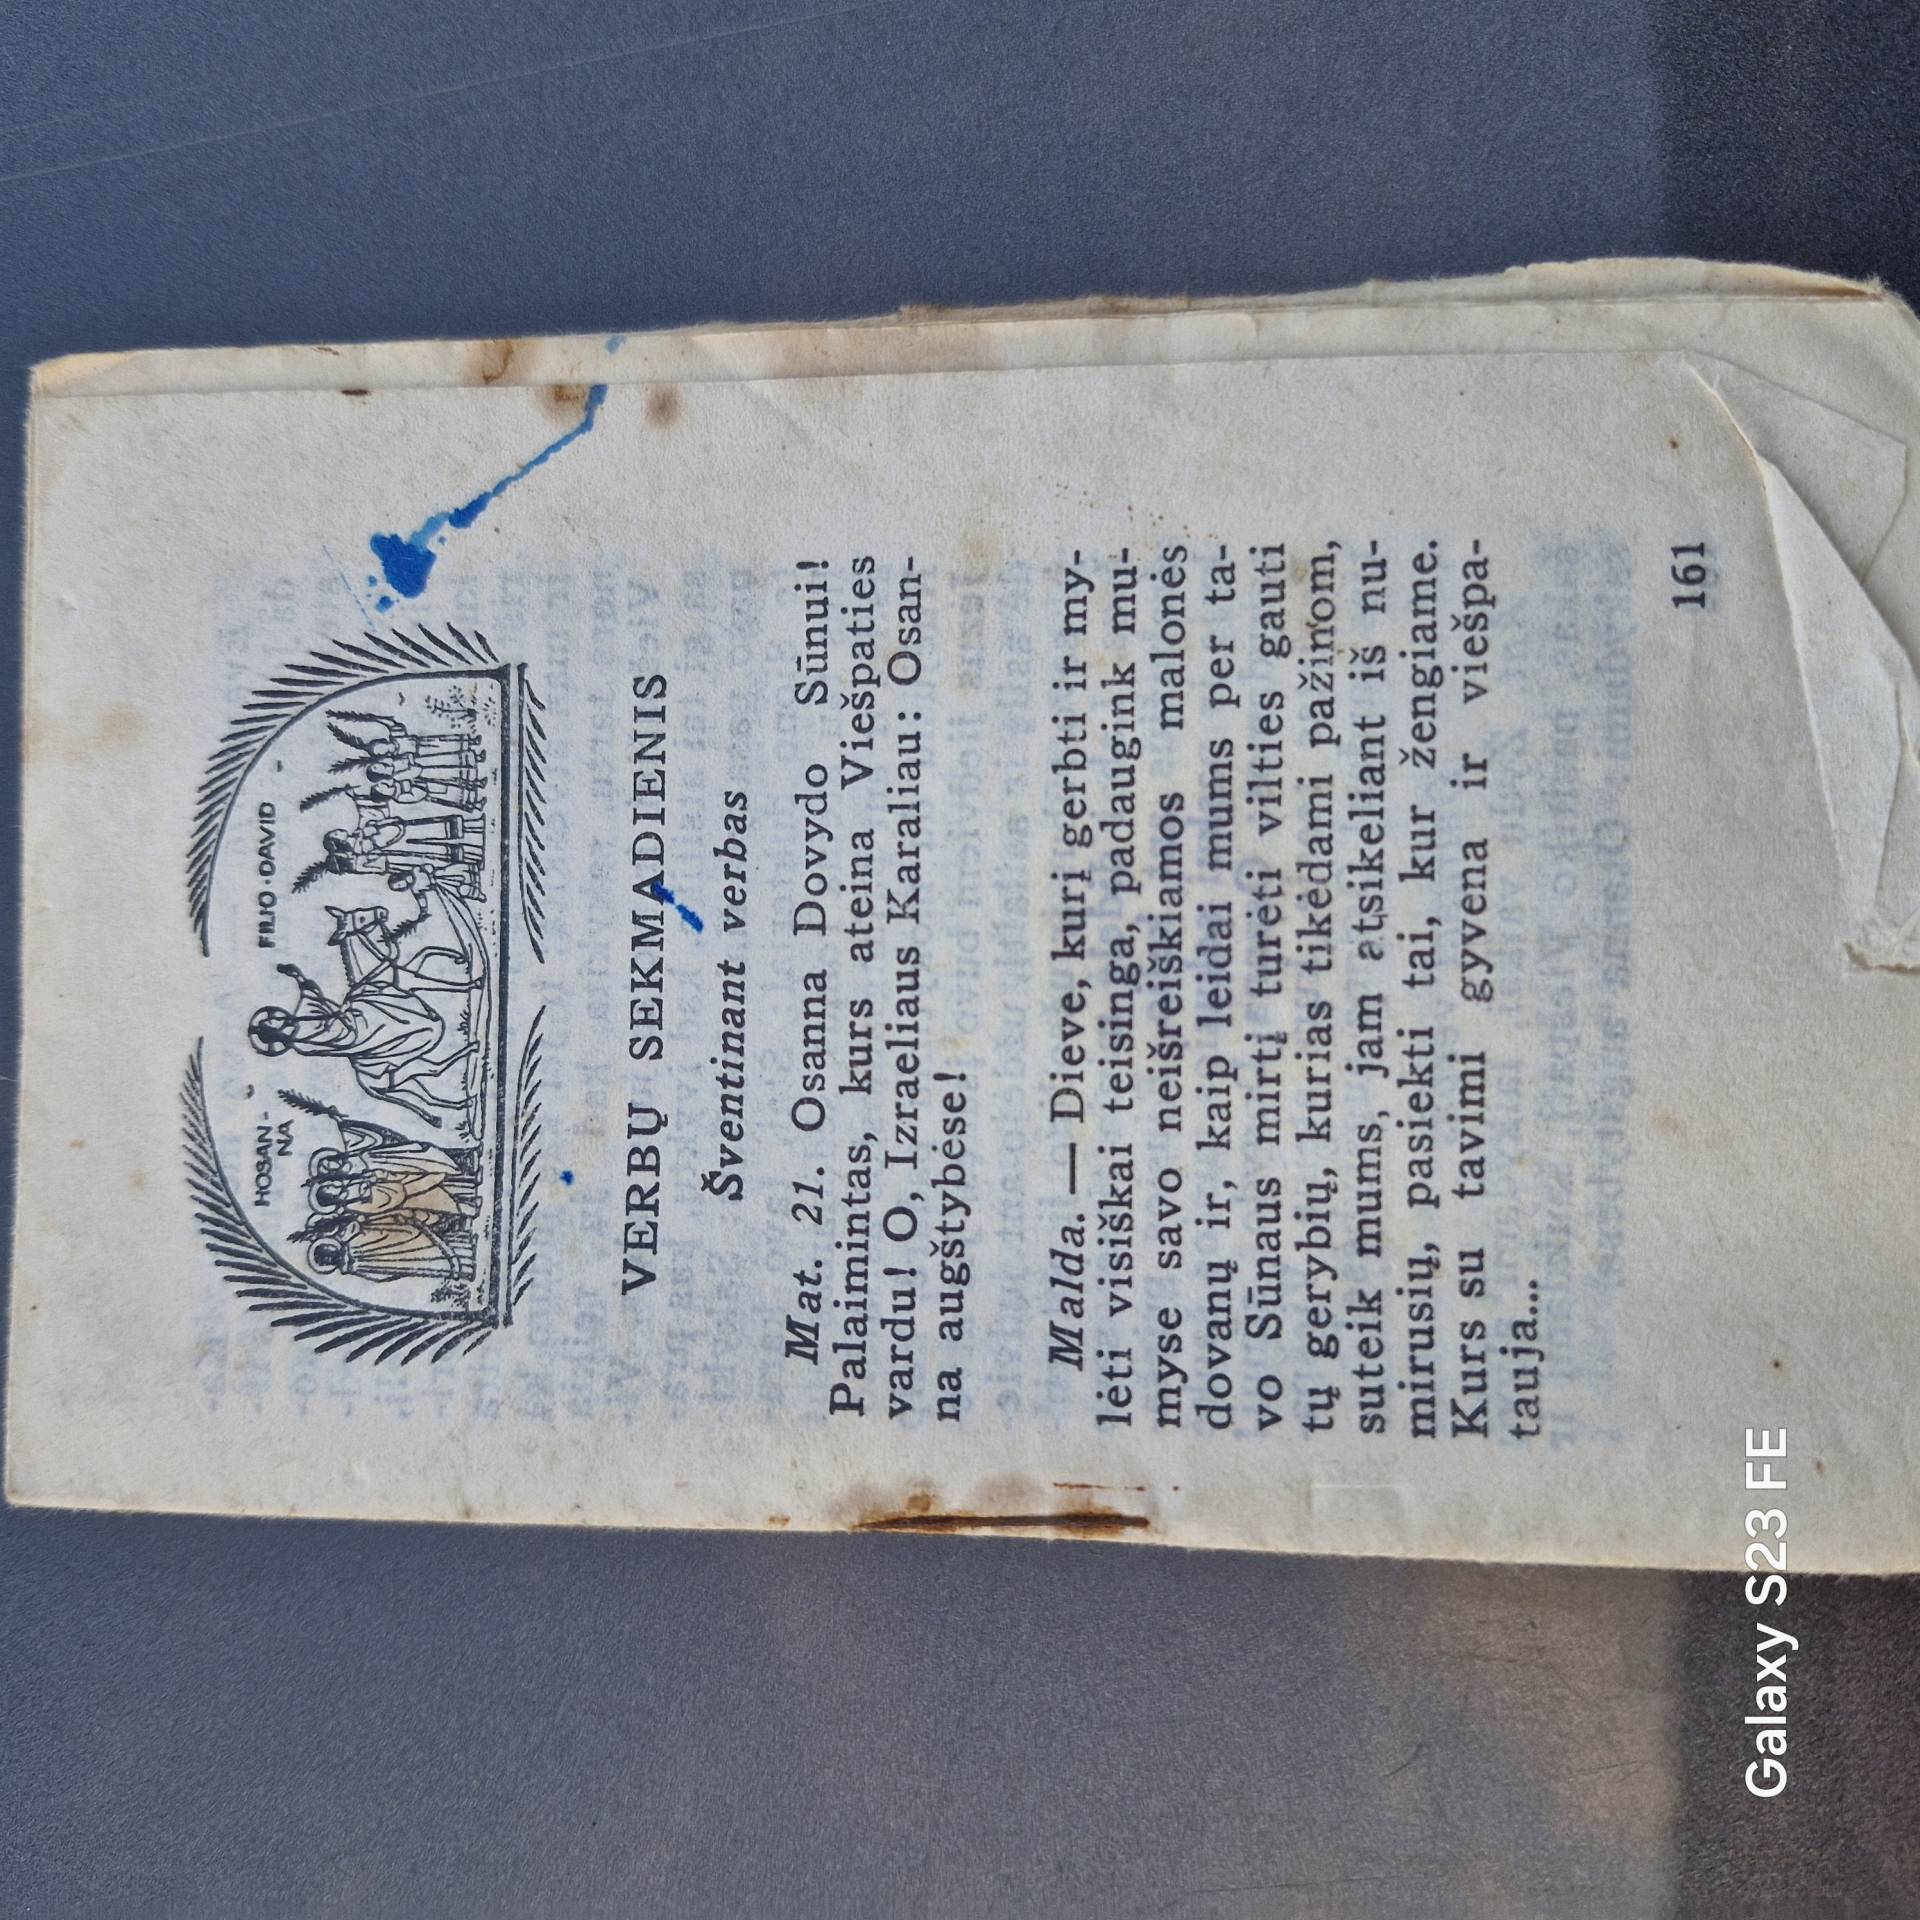 HOSAN-
NA
FILIO · DAVID
VERBŲ SEKMADIENIS
Šventinant verbas
Mat. 21. Osanna Dovydo Sūnui!
Palaimintas, kurs ateina Viešpaties
vardu! O, Izraeliaus Karaliau: Osan-
na augštybėse!
Malda. — Dieve, kurį gerbti ir my-
lėti visiškai teisinga, padaugink mu-
myse savo neišreiškiamos malonės
dovanų ir, kaip leidai mums per ta-
vo Sūnaus mirtį turėti vilties gauti
tų gerybių, kurias tikėdami pažinom,
suteik mums, jam atsikeliant iš nu-
mirusių, pasiekti tai, kur žengiame.
Kurs su tavimi gyvena ir viešpa-
tauja...
161
Galaxy S23 FE